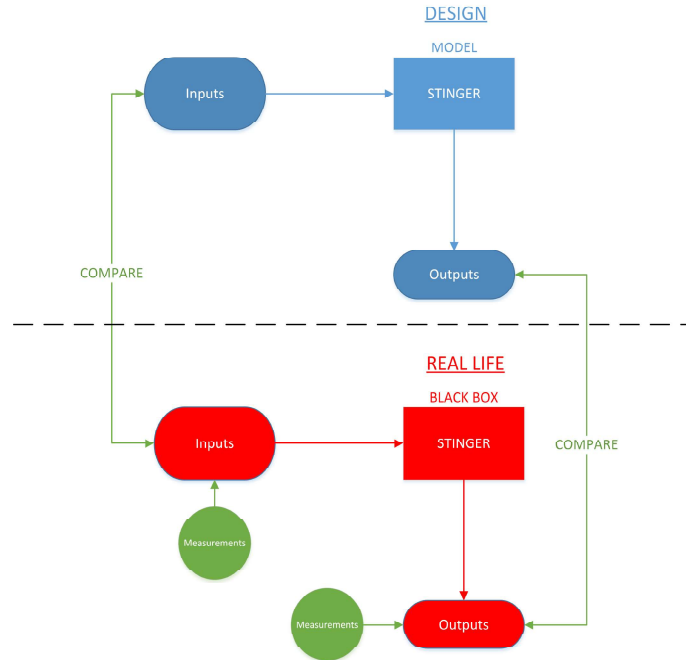 DESIGN
MODEL
Inputs
STINGER
COMPARE
Outputs
REAL LIFE
BLACK BOX
Inputs
STINGER
COMPARE
Measurements
Measurements
Outputs